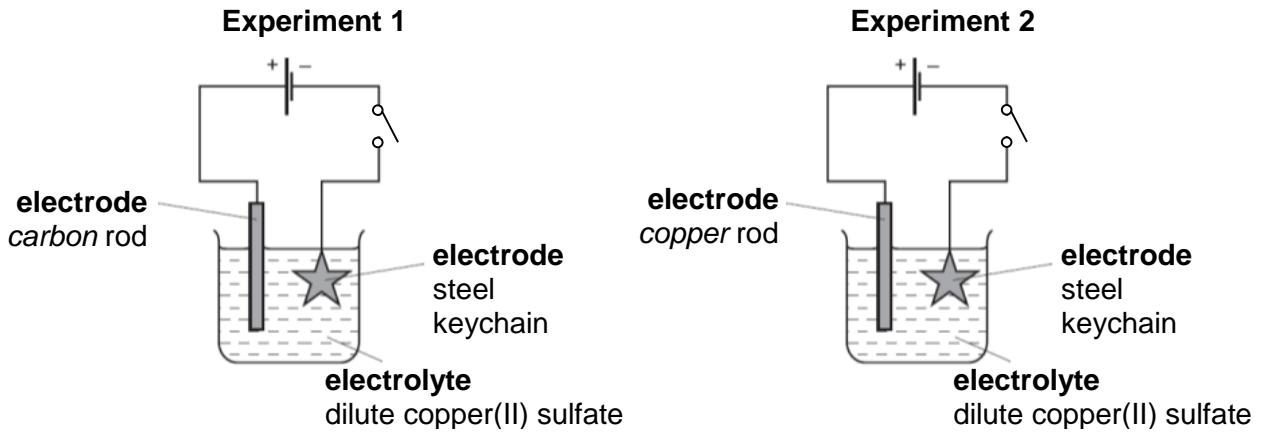 Experiment 1
+ −
electrode
carbon rod
electrode
steel
keychain
electrolyte
dilute copper(II) sulfate
Experiment 2
+ −
electrode
copper rod
electrode
steel
keychain
electrolyte
dilute copper(II) sulfate